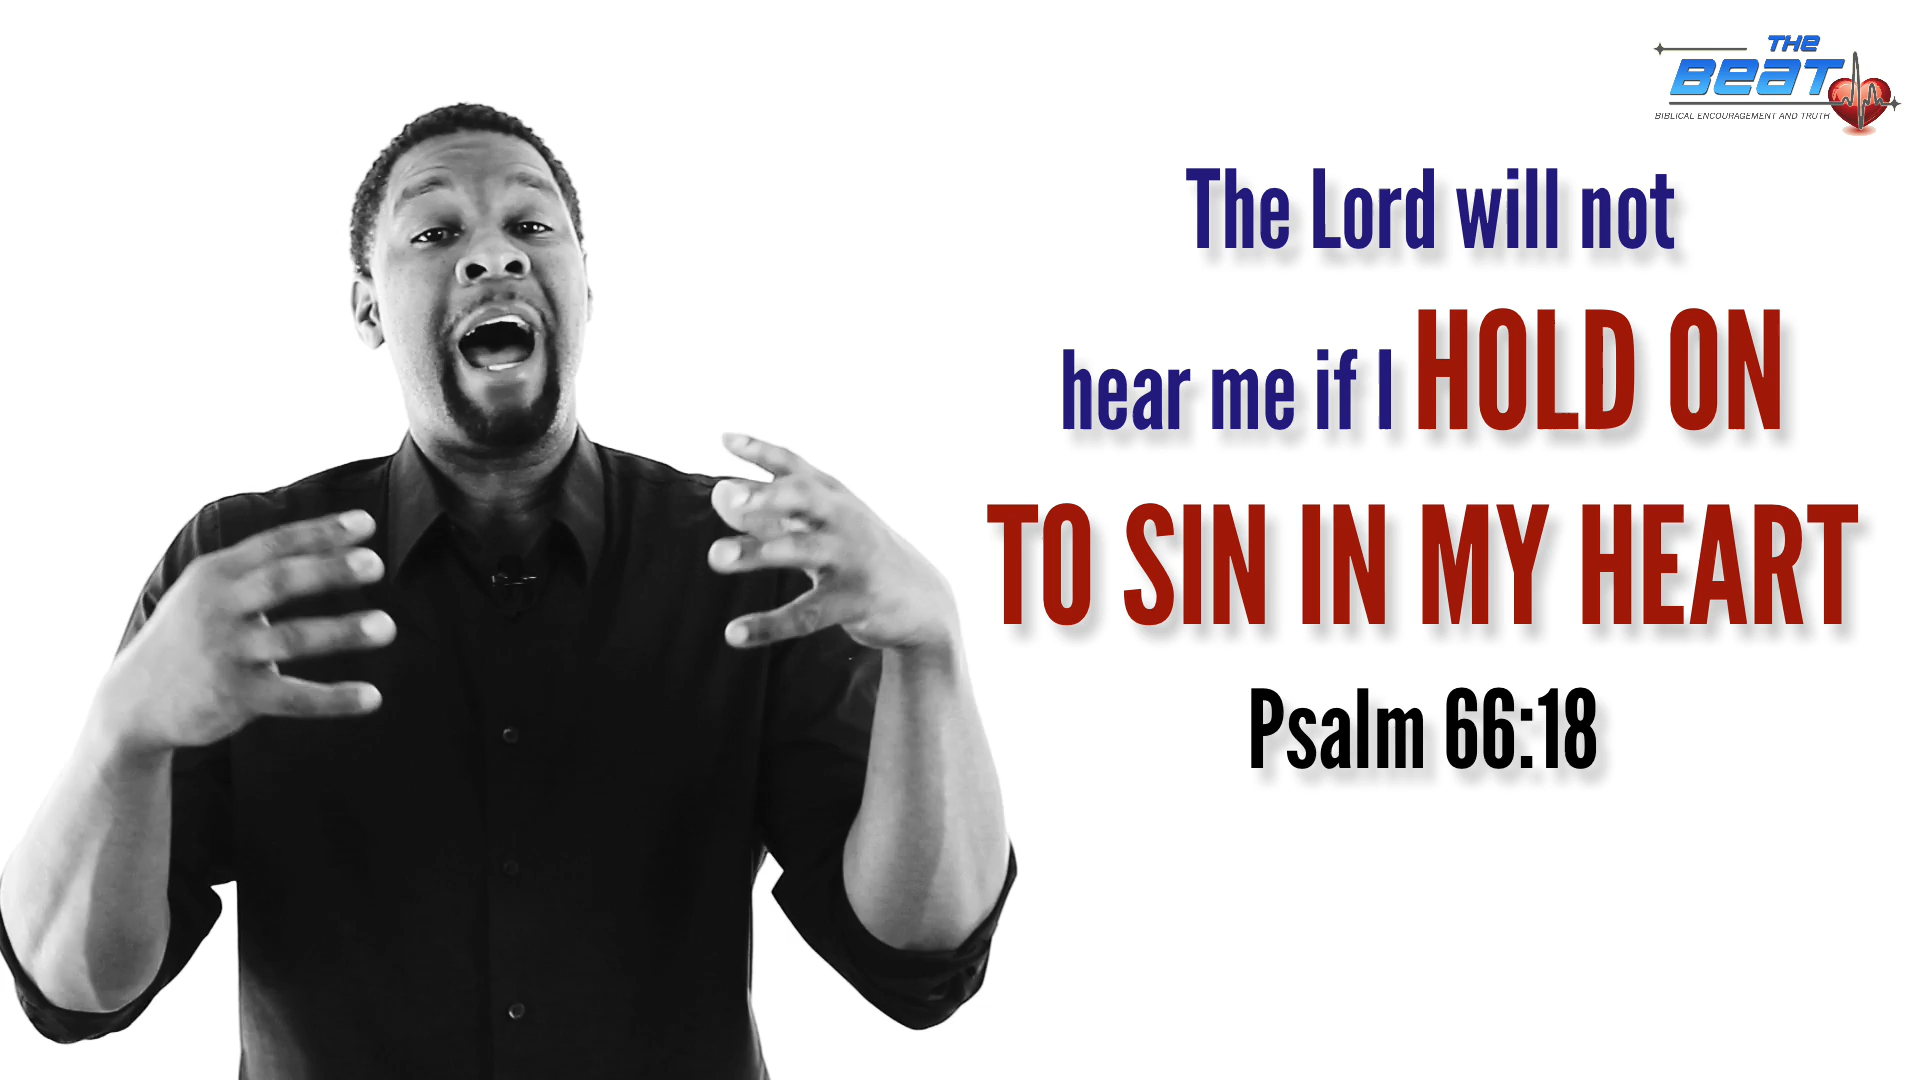 THE
BEAT
BIBLICAL ENCOURAGEMENT AND TRUTH
The Lord will not
hear me if I HOLD ON
TO SIN IN MY HEART
Psalm 66:18